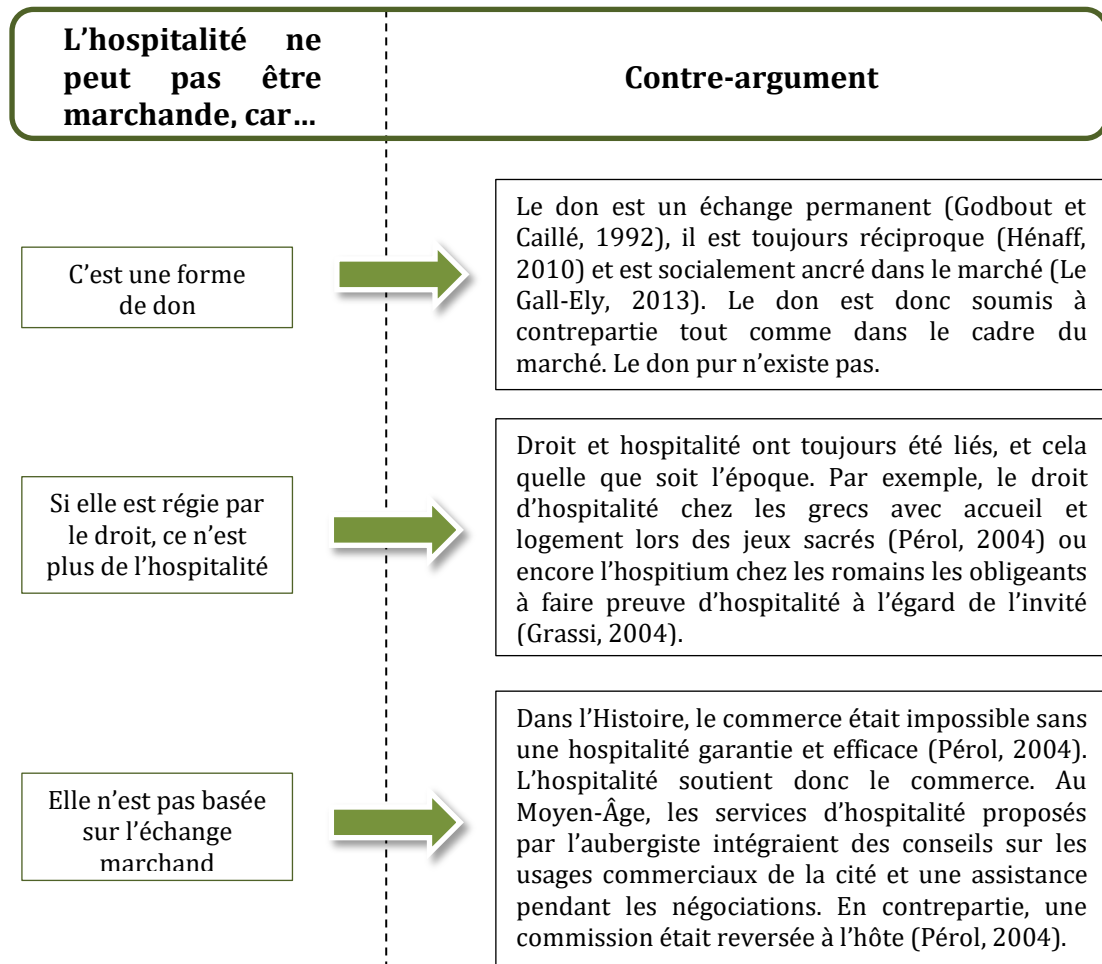 L’hospitalité ne
peut pas être
marchande, car…
Contre-argument
C’est une forme
de don
Le don est un échange permanent (Godbout et
Caillé, 1992), il est toujours réciproque (Hénaff,
2010) et est socialement ancré dans le marché (Le
Gall-Ely, 2013). Le don est donc soumis à
contrepartie tout comme dans le cadre du
marché. Le don pur n’existe pas.
Si elle est régie par
le droit, ce n’est
plus de l’hospitalité
Droit et hospitalité ont toujours été liés, et cela
quelle que soit l’époque. Par exemple, le droit
d’hospitalité chez les grecs avec accueil et
logement lors des jeux sacrés (Pérol, 2004) ou
encore l’hospitium chez les romains les obligeants
à faire preuve d’hospitalité à l’égard de l’invité
(Grassi, 2004).
Elle n’est pas basée
sur l’échange
marchand
Dans l’Histoire, le commerce était impossible sans
une hospitalité garantie et efficace (Pérol, 2004).
L’hospitalité soutient donc le commerce. Au
Moyen-Âge, les services d’hospitalité proposés
par l’aubergiste intégraient des conseils sur les
usages commerciaux de la cité et une assistance
pendant les négociations. En contrepartie, une
commission était reversée à l’hôte (Pérol, 2004).